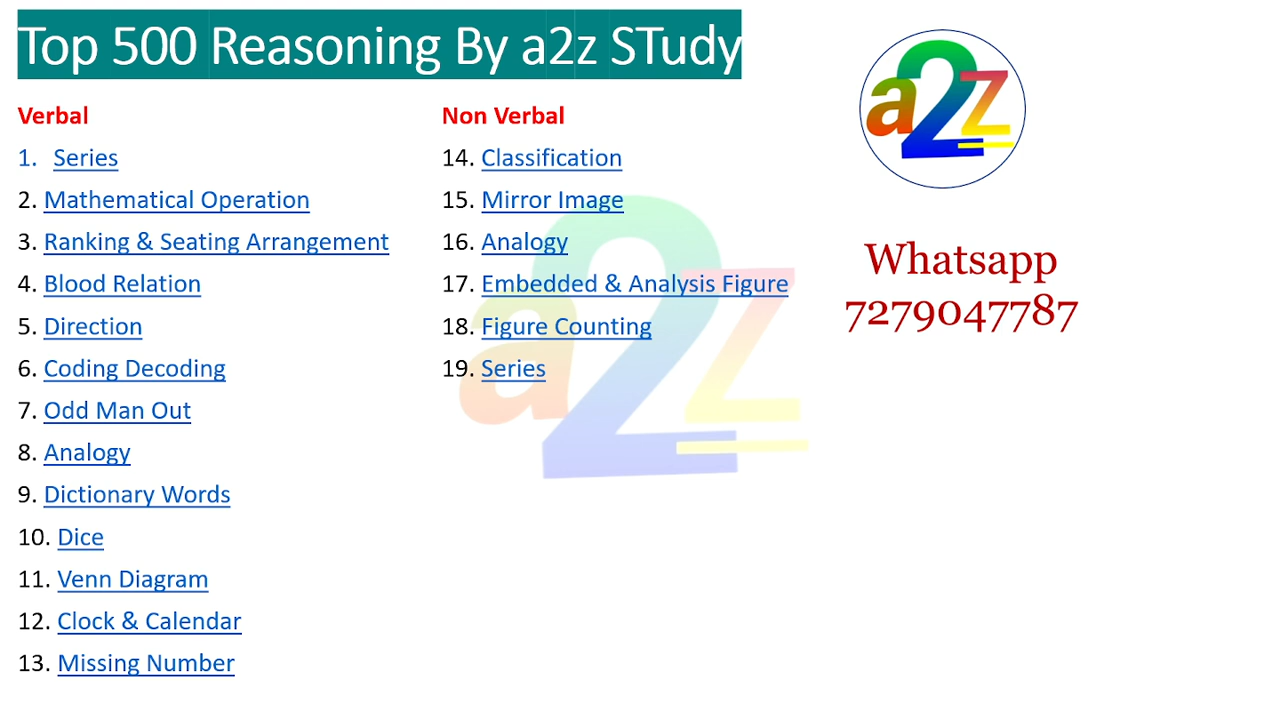 Top 500 Reasoning By a2z STudy
Verbal
1. Series
2. Mathematical Operation
3. Ranking & Seating Arrangement
4. Blood Relation
5. Direction
6. Coding Decoding
7. Odd Man Out
8. Analogy
9. Dictionary Words
10. Dice
11. Venn Diagram
12. Clock & Calendar
13. Missing Number
Non Verbal
14. Classification
15. Mirror Image
16. Analogy
17. Embedded & Analysis Figure
18. Figure Counting
19. Series
a2z
a2z
Whatsapp
7279047787